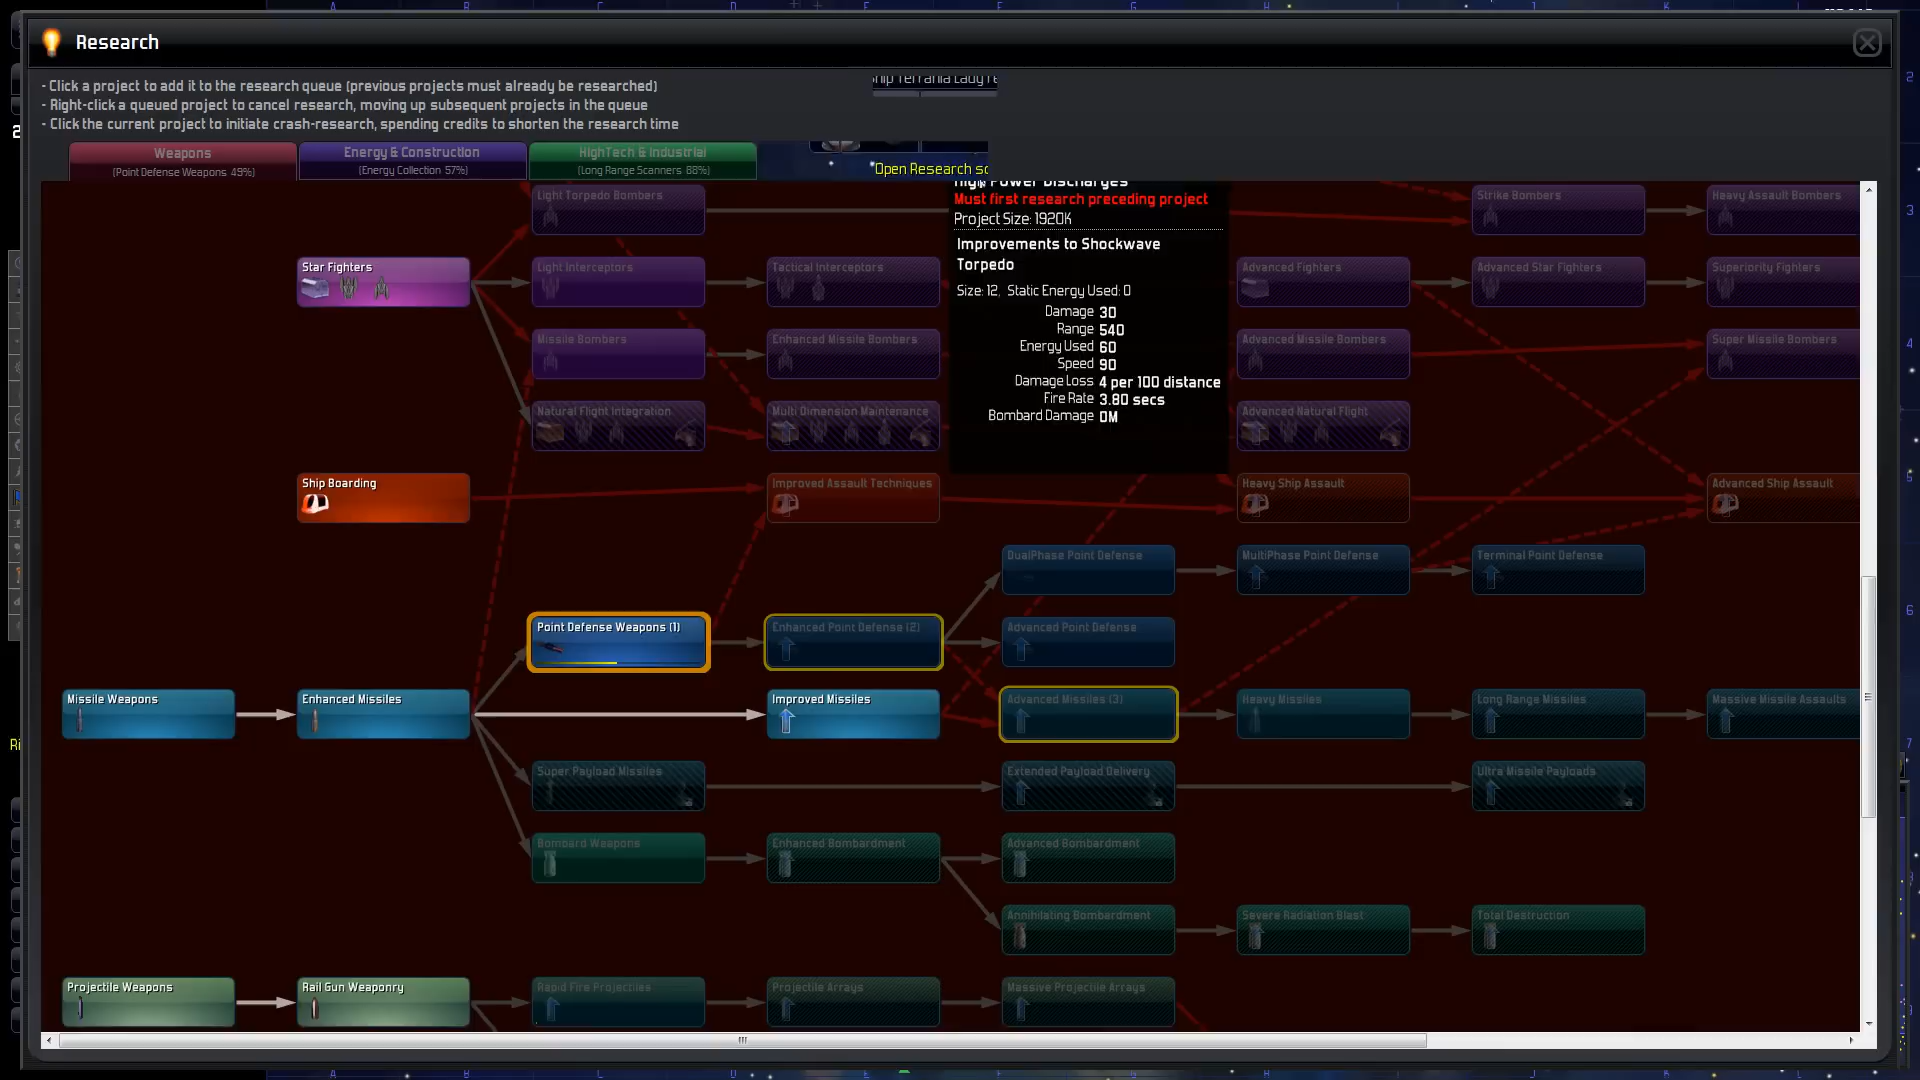 Research
- Click a project to add it to the research queue (previous projects must already be researched)
- Right-click a queued project to cancel research, moving up subsequent projects in the queue
- Click the current project to initiate crash-research, spending credits to shorten the research time
Weapons
(Point Defense Weapons 49%)
Energy & Construction
(Energy Collection 57%)
HighTech & Industrial
(Long Range Scanners 88%)
"Open Research sc
High Power Discharges
Must first research preceding project
Project Size: 1920K
Improvements to Shockwave
Torpedo
Size: 12, Static Energy Used: 0
Damage 30
Range 540
Energy Used 60
Speed 90
Damage Loss 4 per 100 distance
Fire Rate 3.80 secs
Bombard Damage 0M
Light Torpedo Bombers
Strike Bombers
Heavy Assault Bombers
Star Fighters
Light Interceptors
Tactical Interceptors
Advanced Fighters
Advanced Star Fighters
Superiority Fighters
Missile Bombers
Enhanced Missile Bombers
Advanced Missile Bombers
Super Missile Bombers
Natural Flight Integration
Multi Dimension Maintenance
Advanced Natural Flight
Ship Boarding
Improved Assault Techniques
Heavy Ship Assault
Advanced Ship Assault
DualPhase Point Defense
MultiPhase Point Defense
Terminal Point Defense
Point Defense Weapons (1)
Enhanced Point Defense (2)
Advanced Point Defense
Missile Weapons
Enhanced Missiles
Improved Missiles
Advanced Missiles (3)
Heavy Missiles
Long Range Missiles
Massive Missile Assaults
Super Payload Missiles
Extended Payload Delivery
Ultra Missile Payloads
Bombard Weapons
Enhanced Bombardment
Advanced Bombardment
Annihilating Bombardment
Severe Radiation Blast
Total Destruction
Projectile Weapons
Rail Gun Weaponry
Rapid Fire Projectiles
Projectile Arrays
Massive Projectile Arrays